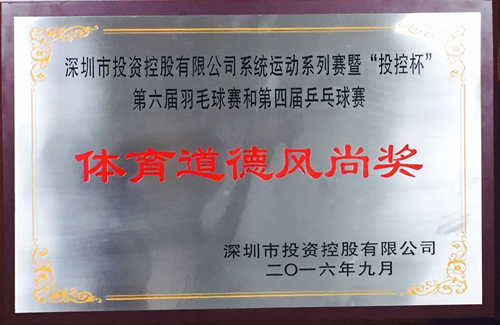 深圳市投资控股有限公司系统运动系列赛暨“投控杯”
第六届羽毛球赛和第四届乒乓球赛
体育道德风尚奖
深圳市投资控股有限公司
二〇一六年九月